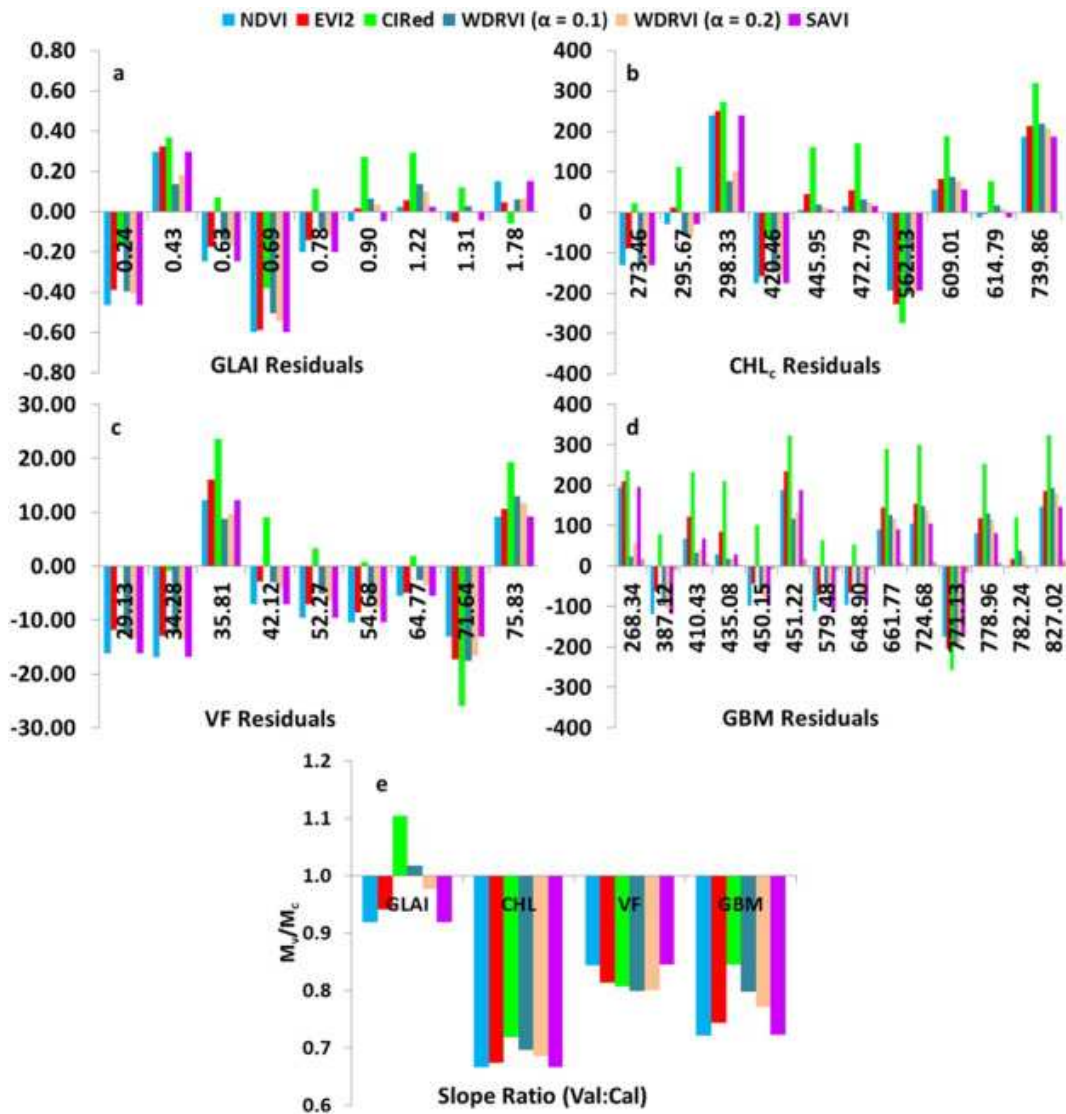 NDVI EVI2 CIRed WDRVI (α = 0.1) WDRVI (α = 0.2) SAVI
a
0.80
0.60
0.40
0.20
0.00
-0.20
-0.40
-0.60
-0.80
0.24 0.43 0.63 0.69 0.78 0.90 1.22 1.31 1.78
GLAI Residuals
b
400
300
200
100
0
-100
-200
-300
-400
273.46 295.67 298.33 420.46 445.95 472.79 562.13 609.01 614.79 739.86
CHLc Residuals
c
30.00
20.00
10.00
0.00
-10.00
-20.00
-30.00
29.13 34.28 35.81 42.12 52.27 54.68 64.77 71.64 75.83
VF Residuals
d
400
300
200
100
0
-100
-200
-300
-400
268.34 387.12 410.43 435.08 450.15 451.22 579.48 648.90 661.77 724.68 771.13 778.96 782.24 827.02
GBM Residuals
e
1.2
1.1
1.0
0.9
0.8
0.7
0.6
Mv/Mc
GLAI CHL VF GBM
Slope Ratio (Val:Cal)